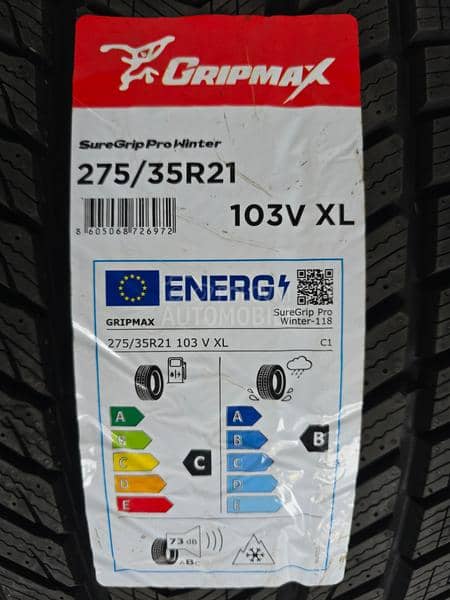 GRIPMAX
SureGrip Pro Winter
275/35R21
8 605068 726972
103V XL
ENERG
AUTOMOBILI
GRIPMAX
SureGrip Pro
Winter-118
275/35R21 103 V XL
C1
A
A
B
B
B
C
C
C
D
D
E
E
73 dB
ABC